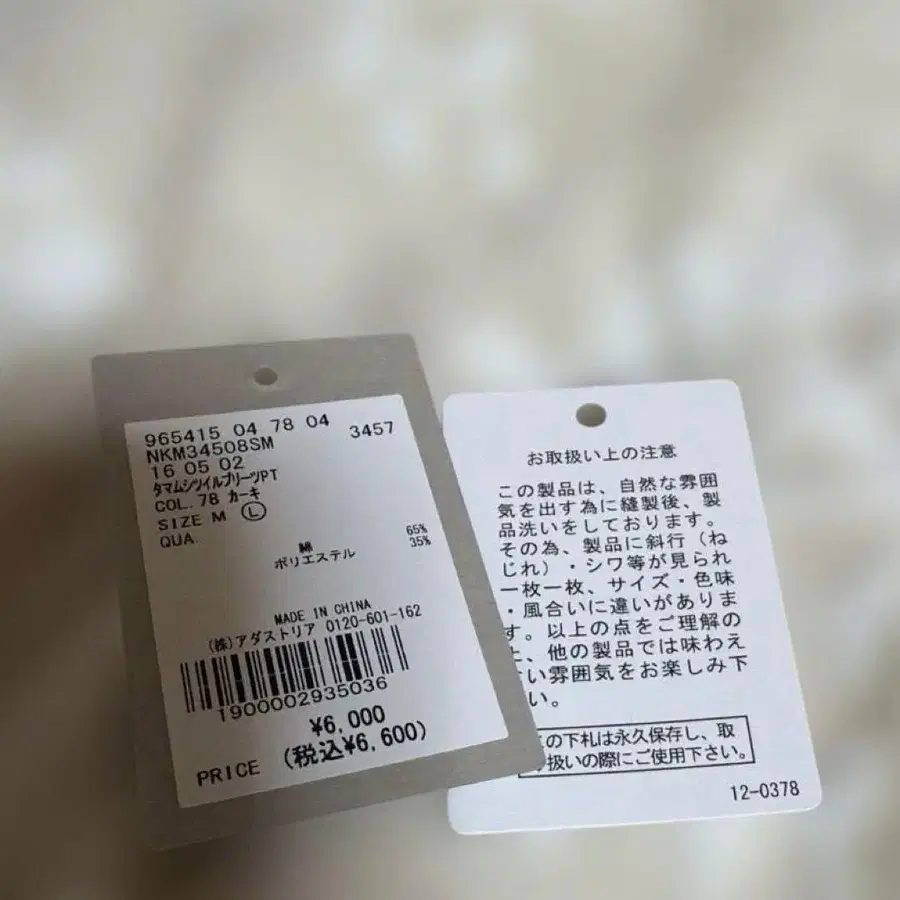 965415 04 78 04
3457
NKM34508SM
16 05 02
タマムシツイルプリーツPT
COL.78 カーキ
SIZE M Ⓛ
QUA.
綿 65%
ポリエステル 35%
MADE IN CHINA
(株)アダストリア 0120-601-162
1900002935036
¥6,000
PRICE (税込¥6,600)
お取扱い上の注意
この製品は、自然な雰囲
気を出す為に縫製後、製
品洗いをしております。
その為、製品に斜行（ね
じれ）・シワ等が見られ
一枚一枚、サイズ・色味
・風合いに違いがありま
す。以上の点をご理解の
上、他の製品では味わえ
い雰囲気をお楽しみ下
い。
の下札は永久保存し、取
扱いの際にご使用下さい。
12-0378